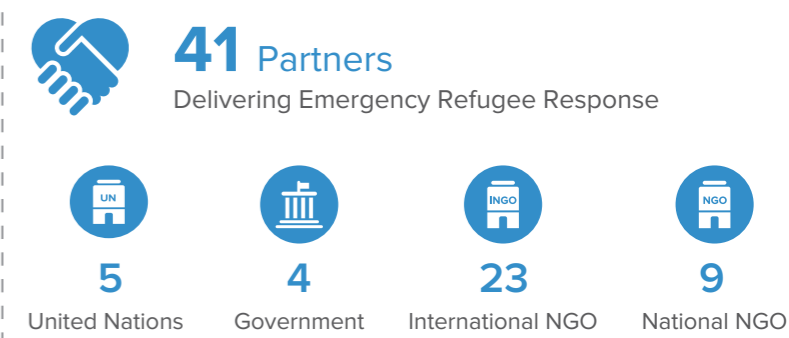 41 Partners
Delivering Emergency Refugee Response
UN
INGO
NGO
5
4
23
9
United Nations
Government
International NGO
National NGO